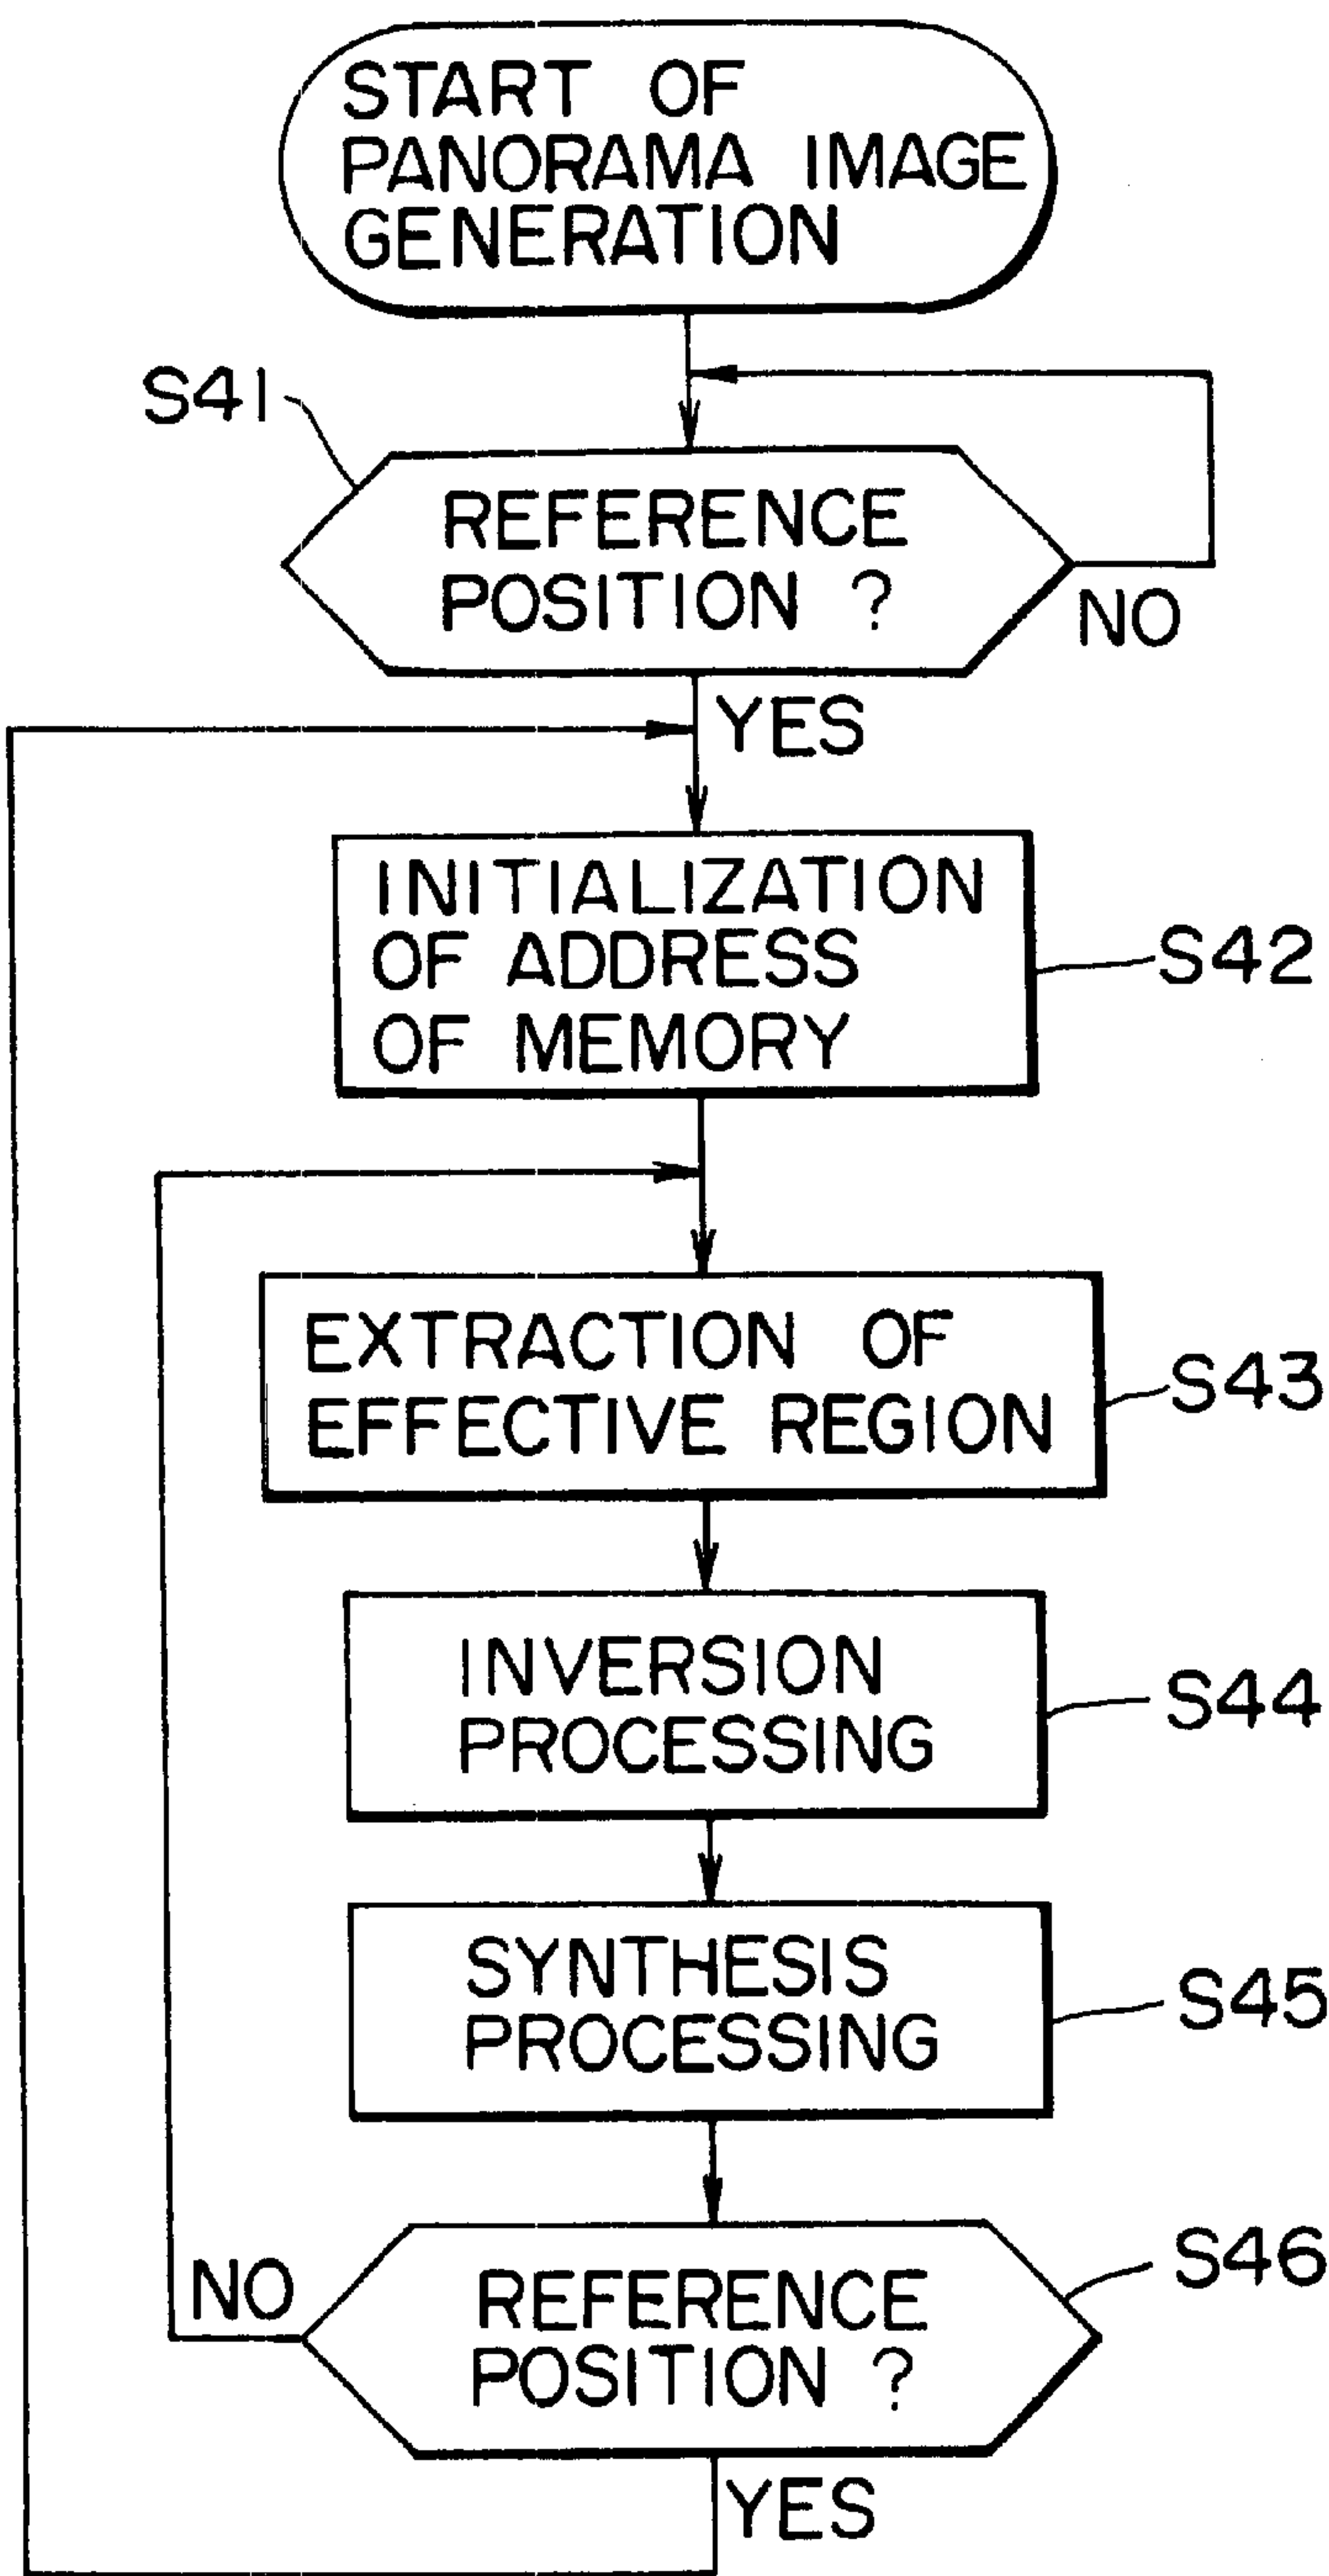 START OF
PANORAMA IMAGE
GENERATION
S41
REFERENCE
POSITION ?
NO
YES
INITIALIZATION
OF ADDRESS
OF MEMORY
S42
EXTRACTION OF
EFFECTIVE REGION
S43
INVERSION
PROCESSING
S44
SYNTHESIS
PROCESSING
S45
REFERENCE
POSITION ?
S46
NO
YES